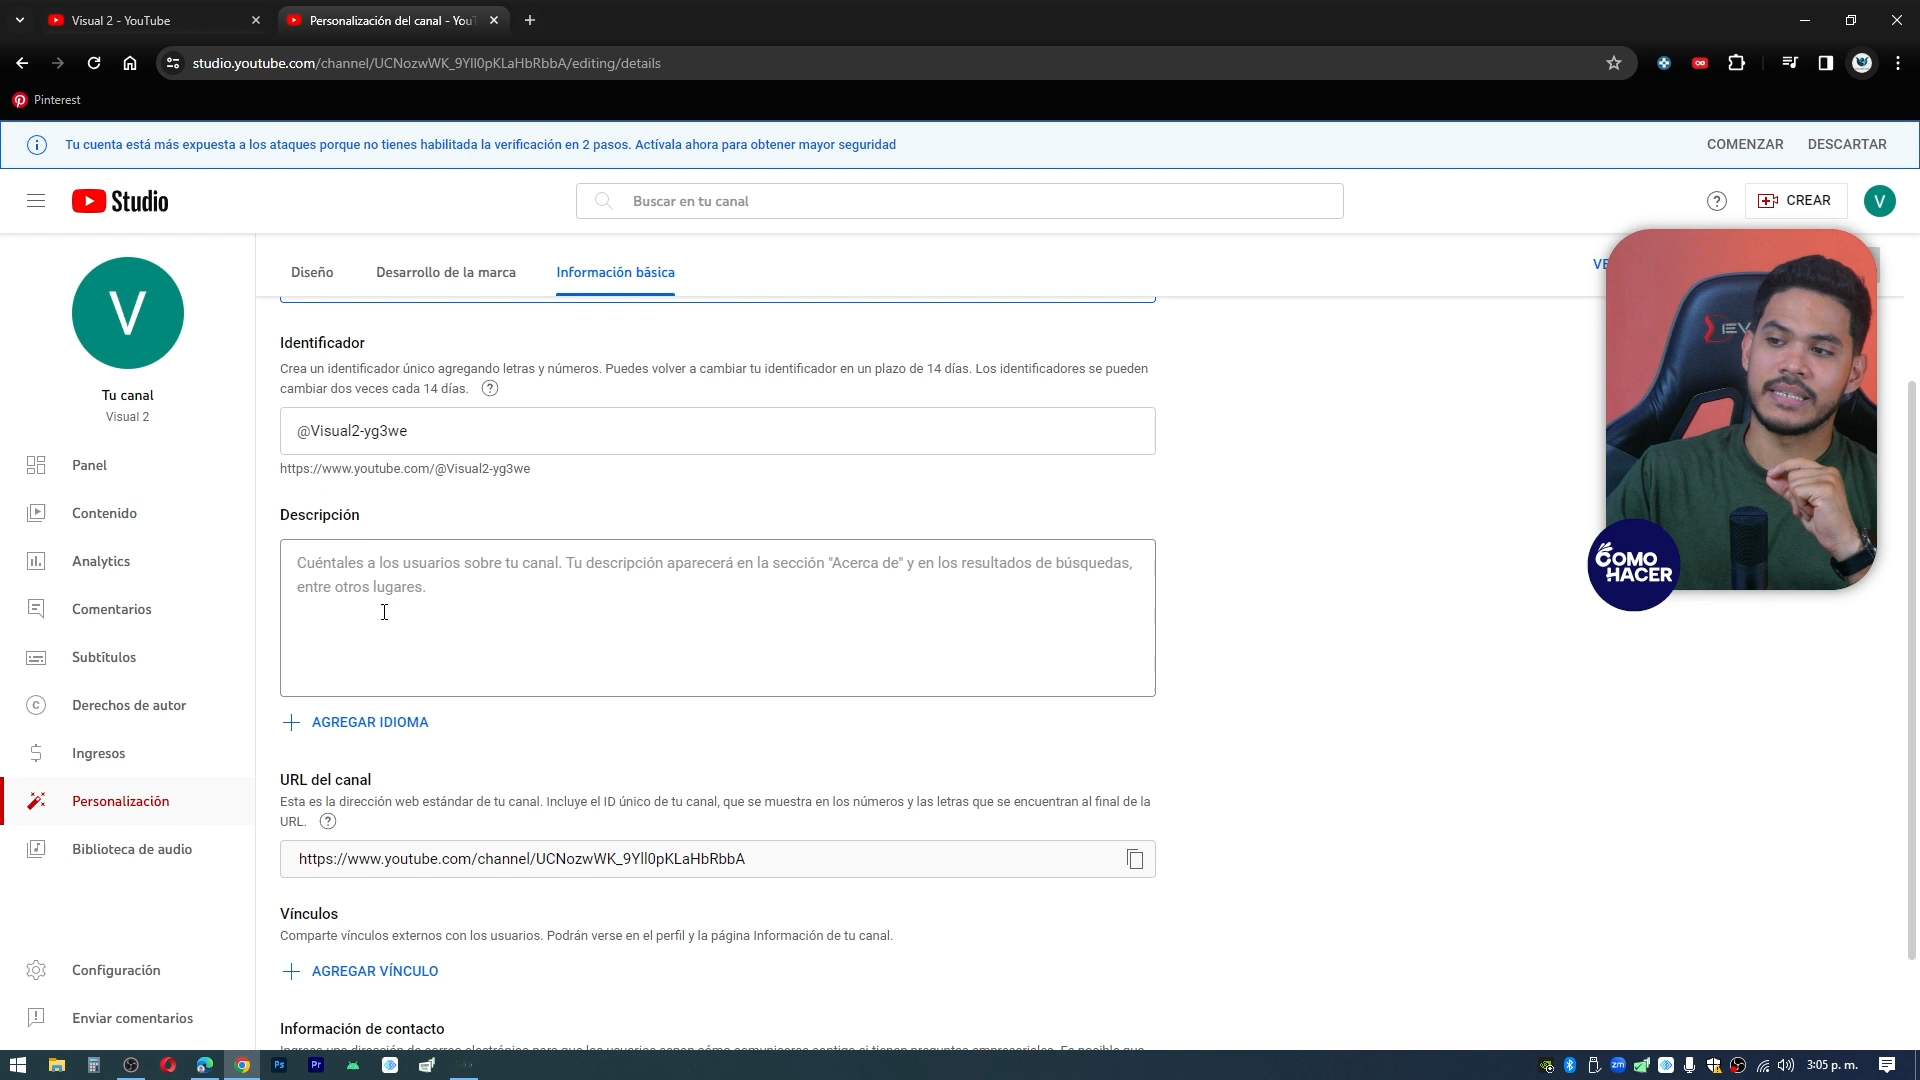 Visual 2 - YouTube
Personalización del canal - You
studio.youtube.com/channel/UCNozwWK_9Yll0pKLaHbRbbA/editing/details
Pinterest
Tu cuenta está más expuesta a los ataques porque no tienes habilitada la verificación en 2 pasos. Actívala ahora para obtener mayor seguridad
COMENZAR
DESCARTAR
Studio
Buscar en tu canal
CREAR
V
V
Tu canal
Visual 2
Panel
Contenido
Analytics
Comentarios
Subtítulos
Derechos de autor
Ingresos
Personalización
Biblioteca de audio
Configuración
Enviar comentarios
Diseño
Desarrollo de la marca
Información básica
VE
Identificador
Crea un identificador único agregando letras y números. Puedes volver a cambiar tu identificador en un plazo de 14 días. Los identificadores se pueden
cambiar dos veces cada 14 días.
@Visual2-yg3we
https://www.youtube.com/@Visual2-yg3we
Descripción
Cuéntales a los usuarios sobre tu canal. Tu descripción aparecerá en la sección "Acerca de" y en los resultados de búsquedas,
entre otros lugares.
AGREGAR IDIOMA
URL del canal
Esta es la dirección web estándar de tu canal. Incluye el ID único de tu canal, que se muestra en los números y las letras que se encuentran al final de la
URL.
https://www.youtube.com/channel/UCNozwWK_9Yll0pKLaHbRbbA
Vínculos
Comparte vínculos externos con los usuarios. Podrán verse en el perfil y la página Información de tu canal.
AGREGAR VÍNCULO
Información de contacto
COMO
HACER
Ps
Pr
zm
3:05 p. m.